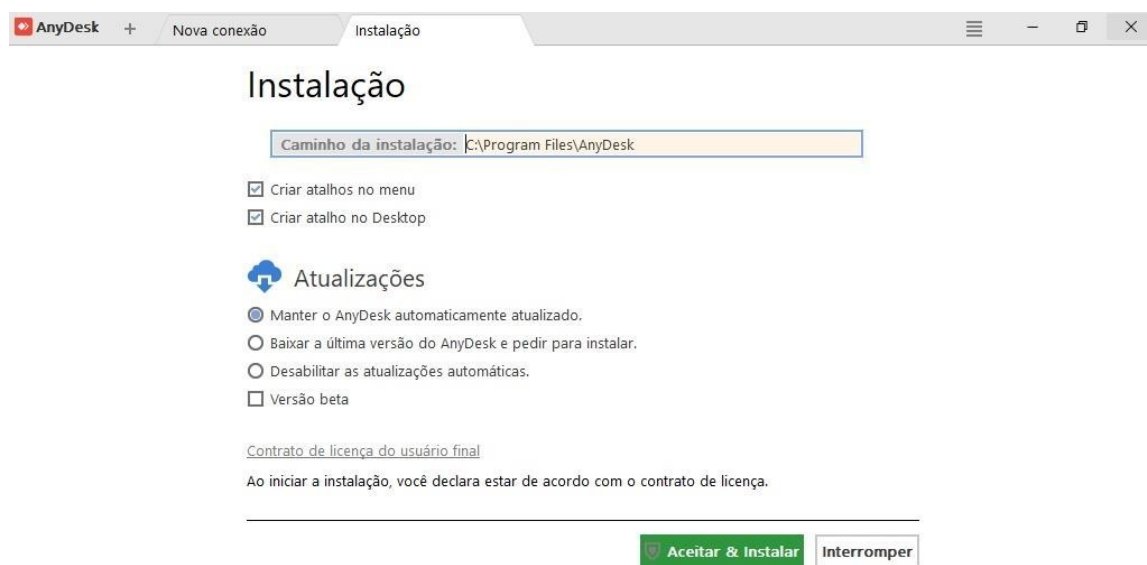 AnyDesk + Nova conexão Instalação
Instalação
Caminho da instalação: C:\Program Files\AnyDesk
Criar atalhos no menu
Criar atalho no Desktop
Atualizações
Manter o AnyDesk automaticamente atualizado.
Baixar a última versão do AnyDesk e pedir para instalar.
Desabilitar as atualizações automáticas.
Versão beta
Contrato de licença do usuário final
Ao iniciar a instalação, você declara estar de acordo com o contrato de licença.
Aceitar & Instalar Interromper